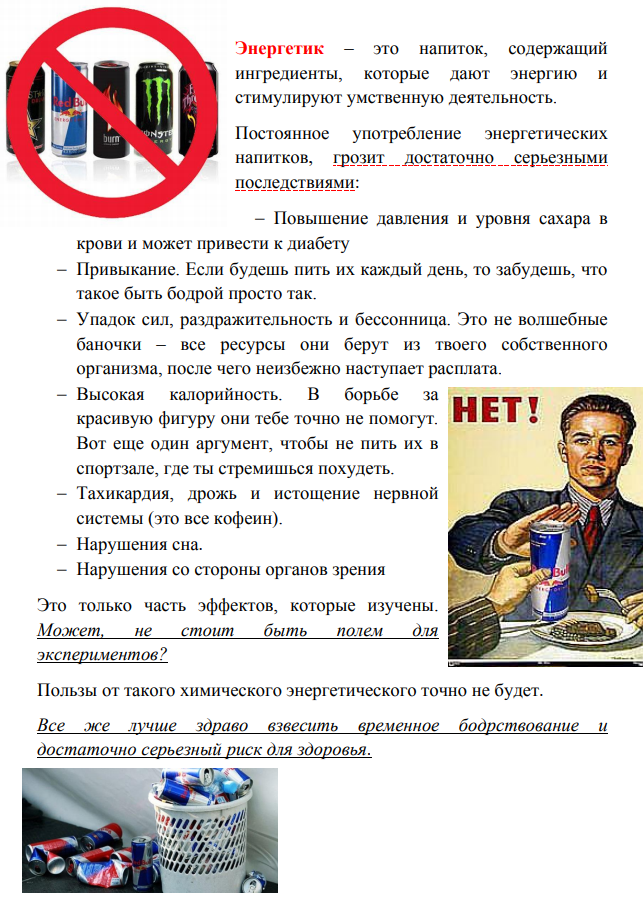 Энергетик – это напиток, содержащий
ингредиенты, которые дают энергию и
стимулируют умственную деятельность.
Red Bull
burn
MONSTER
ENERGY
Постоянное употребление энергетических
напитков, грозит достаточно серьезными
последствиями:
– Повышение давления и уровня сахара в
крови и может привести к диабету
– Привыкание. Если будешь пить их каждый день, то забудешь, что
такое быть бодрой просто так.
– Упадок сил, раздражительность и бессонница. Это не волшебные
баночки – все ресурсы они берут из твоего собственного
организма, после чего неизбежно наступает расплата.
– Высокая калорийность. В борьбе за
красивую фигуру они тебе точно не помогут.
Вот еще один аргумент, чтобы не пить их в
спортзале, где ты стремишься похудеть.
– Тахикардия, дрожь и истощение нервной
системы (это все кофеин).
– Нарушения сна.
– Нарушения со стороны органов зрения
НЕТ!
Red Bull
Это только часть эффектов, которые изучены.
Может, не стоит быть полем для
экспериментов?
Пользы от такого химического энергетического точно не будет.
Все же лучше здраво взвесить временное бодрствование и
достаточно серьезный риск для здоровья.